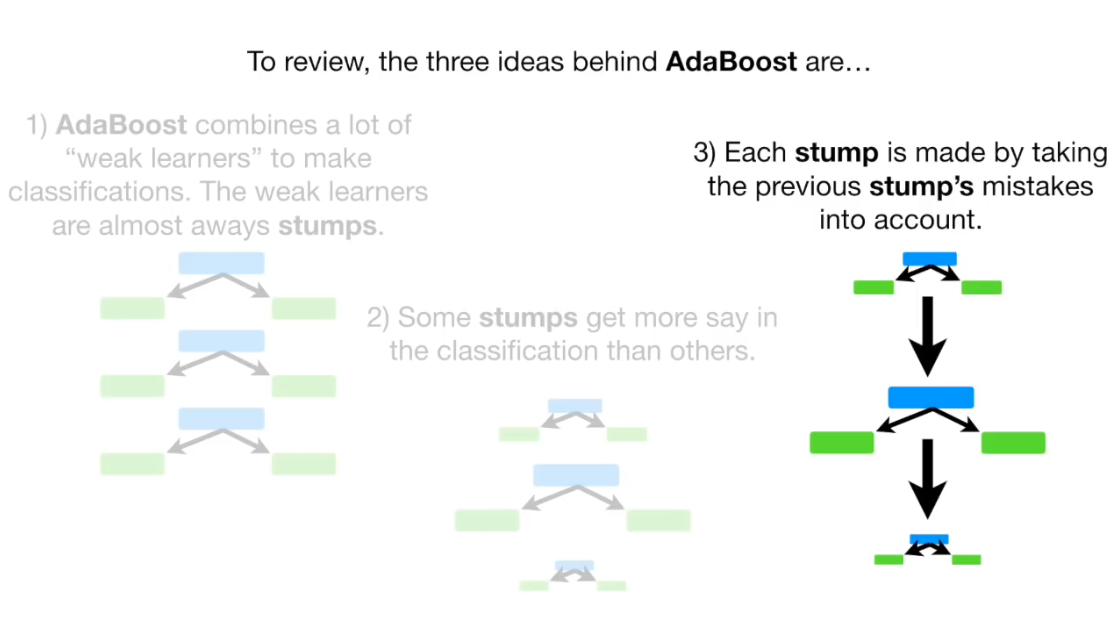 To review, the three ideas behind AdaBoost are…
1) AdaBoost combines a lot of
“weak learners” to make
classifications. The weak learners
are almost aways stumps.
2) Some stumps get more say in
the classification than others.
3) Each stump is made by taking
the previous stump’s mistakes
into account.